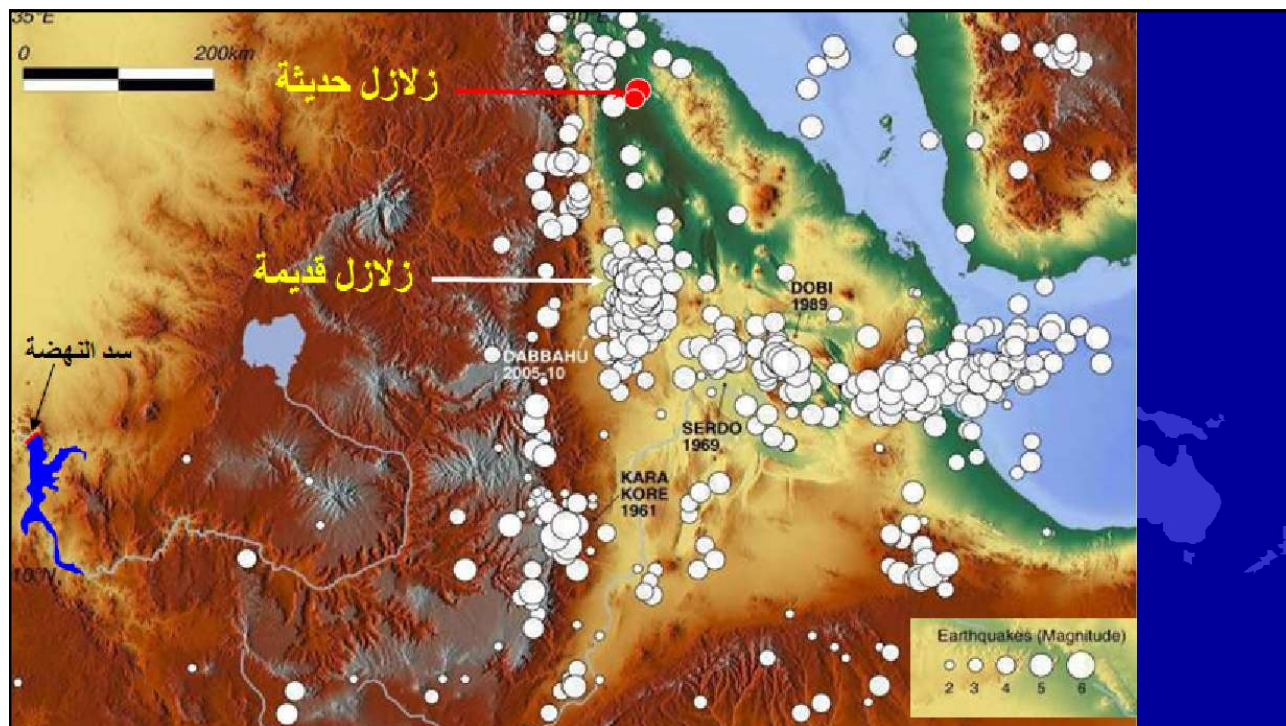 35°E
0 200km
زلازل حديثة
زلازل قديمة
DOBI
1989
سد النهضة
DABBAHU
2005-10
SERDO
1969
KARA
KORE
1961
10°N
Earthquakes (Magnitude)
2 3 4 5 6